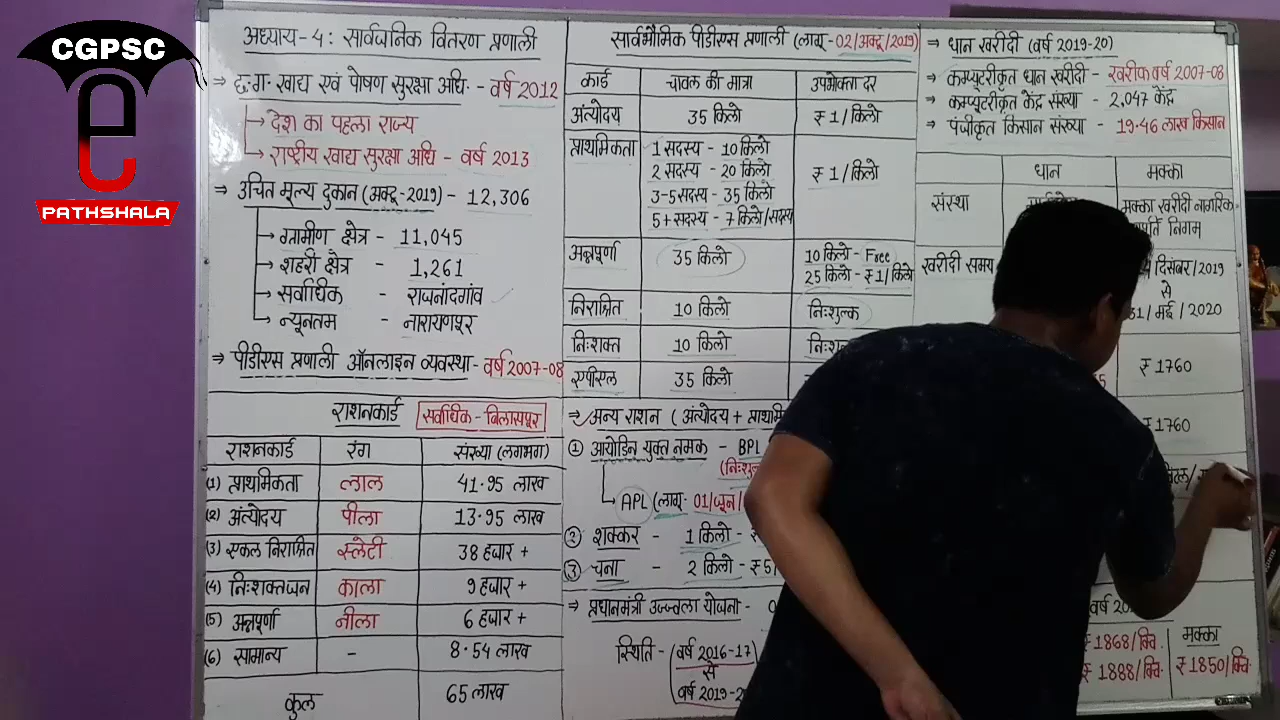 CGPSC
e
PATHSHALA
अध्याय-4: सार्वजनिक वितरण प्रणाली
⇒ छ.ग. खाद्य एवं पोषण सुरक्षा अधि. - वर्ष 2012
→ देश का पहला राज्य
→ राष्ट्रीय खाद्य सुरक्षा अधि - वर्ष 2013
⇒ उचित मूल्य दुकान (अक्टू-2019) - 12,306
→ ग्रामीण क्षेत्र - 11,045
→ शहरी क्षेत्र - 1,261
→ सर्वाधिक - राजनांदगांव
→ न्यूनतम - नारायणपुर
⇒ पीडीएस प्रणाली ऑनलाइन व्यवस्था - वर्ष 2007-08
राशनकार्ड सर्वाधिक - बिलासपुर
राशनकार्ड रंग संख्या (लगभग)
(1) प्राथमिकता लाल 41.95 लाख
(2) अंत्योदय पीला 13.95 लाख
(3) एकल निराश्रित स्लेटी 38 हजार +
(4) निःशक्तजन काला 9 हजार +
(5) अन्नपूर्णा नीला 6 हजार +
(6) सामान्य - 8.54 लाख
कुल 65 लाख
सार्वभौमिक पीडीएस प्रणाली (लागू - 02/अक्टू/2019)
कार्ड चावल की मात्रा उपभोक्ता दर
अंत्योदय 35 किलो ₹ 1/किलो
प्राथमिकता 1 सदस्य - 10 किलो
2 सदस्य - 20 किलो ₹ 1/किलो
3-5 सदस्य - 35 किलो
5+ सदस्य - 7 किलो/सदस्य
अन्नपूर्णा 35 किलो 10 किलो - Free
25 किलो - ₹ 1/किलो
निराश्रित 10 किलो निःशुल्क
निःशक्त 10 किलो
एपीएल 35 किलो
⇒ अन्य राशन (अंत्योदय +
① आयोडिन युक्त नमक - BPL
→ APL (लागू - 01/जून/
② शक्कर - 1 किलो - ₹
③ चना - 2 किलो - ₹ 5/
⇒ प्रधानमंत्री उज्ज्वला योजना -
स्थिति - (वर्ष 2016-17)
से
वर्ष
⇒ धान खरीदी (वर्ष 2019-20)
→ कम्प्यूटरीकृत धान खरीदी - खरीफ वर्ष 2007-08
→ कम्प्यूटरीकृत केंद्र संख्या - 2,047 केंद्र
→ पंजीकृत किसान संख्या - 19.46 लाख किसान
धान मक्का
संस्था मक्का खरीदी नागरिक
निगम
खरीदी समय दिसंबर/2019
से
31/मई/2020
₹ 1760
₹ 1760
वर्ष
₹ 1868/क्विं. मक्का
₹ 1888/क्विं. ₹ 1850/क्विं.